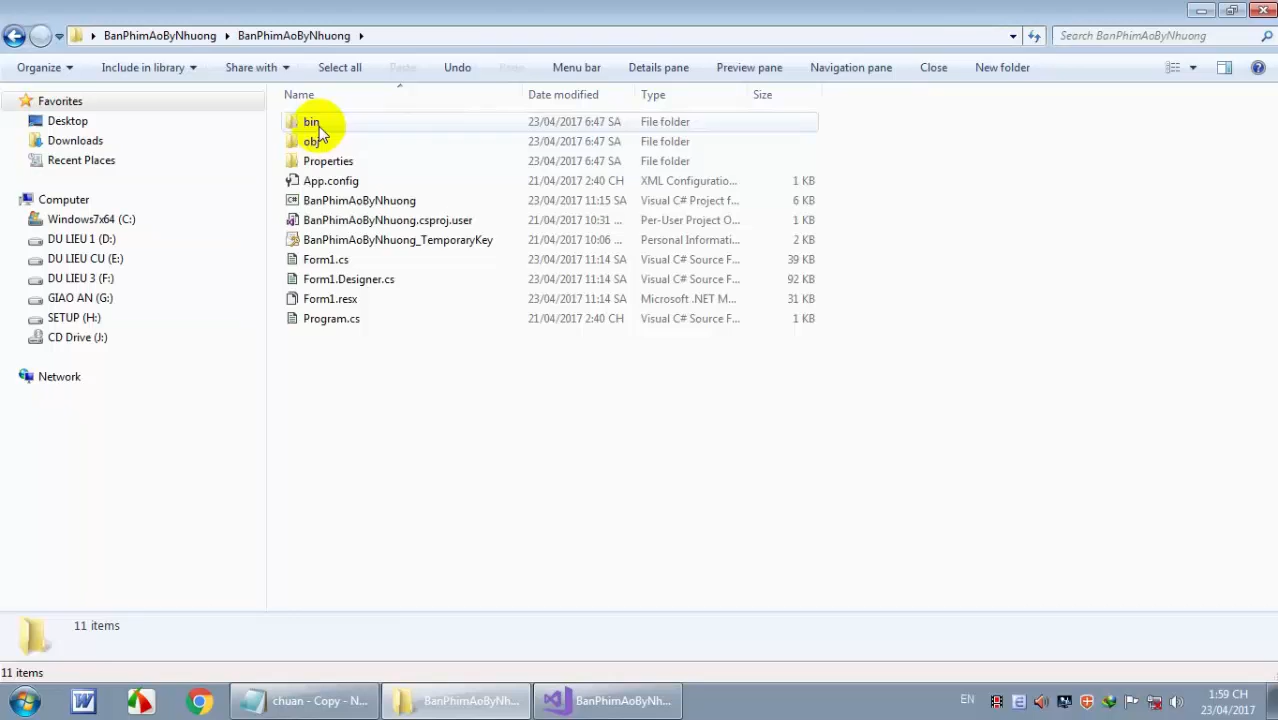 BanPhimAoByNhuong BanPhimAoByNhuong
Search BanPhimAoByNhuong
Organize Include in library Share with Select all Paste Undo Redo Menu bar Details pane Preview pane Navigation pane Close New folder
Favorites
Desktop
Downloads
Recent Places
Computer
Windows7x64 (C:)
DU LIEU 1 (D:)
DU LIEU CU (E:)
DU LIEU 3 (F:)
GIAO AN (G:)
SETUP (H:)
CD Drive (J:)
Network
Name Date modified Type Size
bin 23/04/2017 6:47 SA File folder
obj 23/04/2017 6:47 SA File folder
Properties 23/04/2017 6:47 SA File folder
App.config 21/04/2017 2:40 CH XML Configuratio... 1 KB
BanPhimAoByNhuong 23/04/2017 11:15 SA Visual C# Project f... 6 KB
BanPhimAoByNhuong.csproj.user 21/04/2017 10:31 ... Per-User Project O... 1 KB
BanPhimAoByNhuong_TemporaryKey 21/04/2017 10:06 ... Personal Informati... 2 KB
Form1.cs 23/04/2017 11:14 SA Visual C# Source F... 39 KB
Form1.Designer.cs 23/04/2017 11:14 SA Visual C# Source F... 92 KB
Form1.resx 23/04/2017 11:14 SA Microsoft .NET M... 31 KB
Program.cs 21/04/2017 2:40 CH Visual C# Source F... 1 KB
11 items
11 items
chuan - Copy - N... BanPhimAoByNh... BanPhimAoByNh...
EN
1:59 CH
23/04/2017